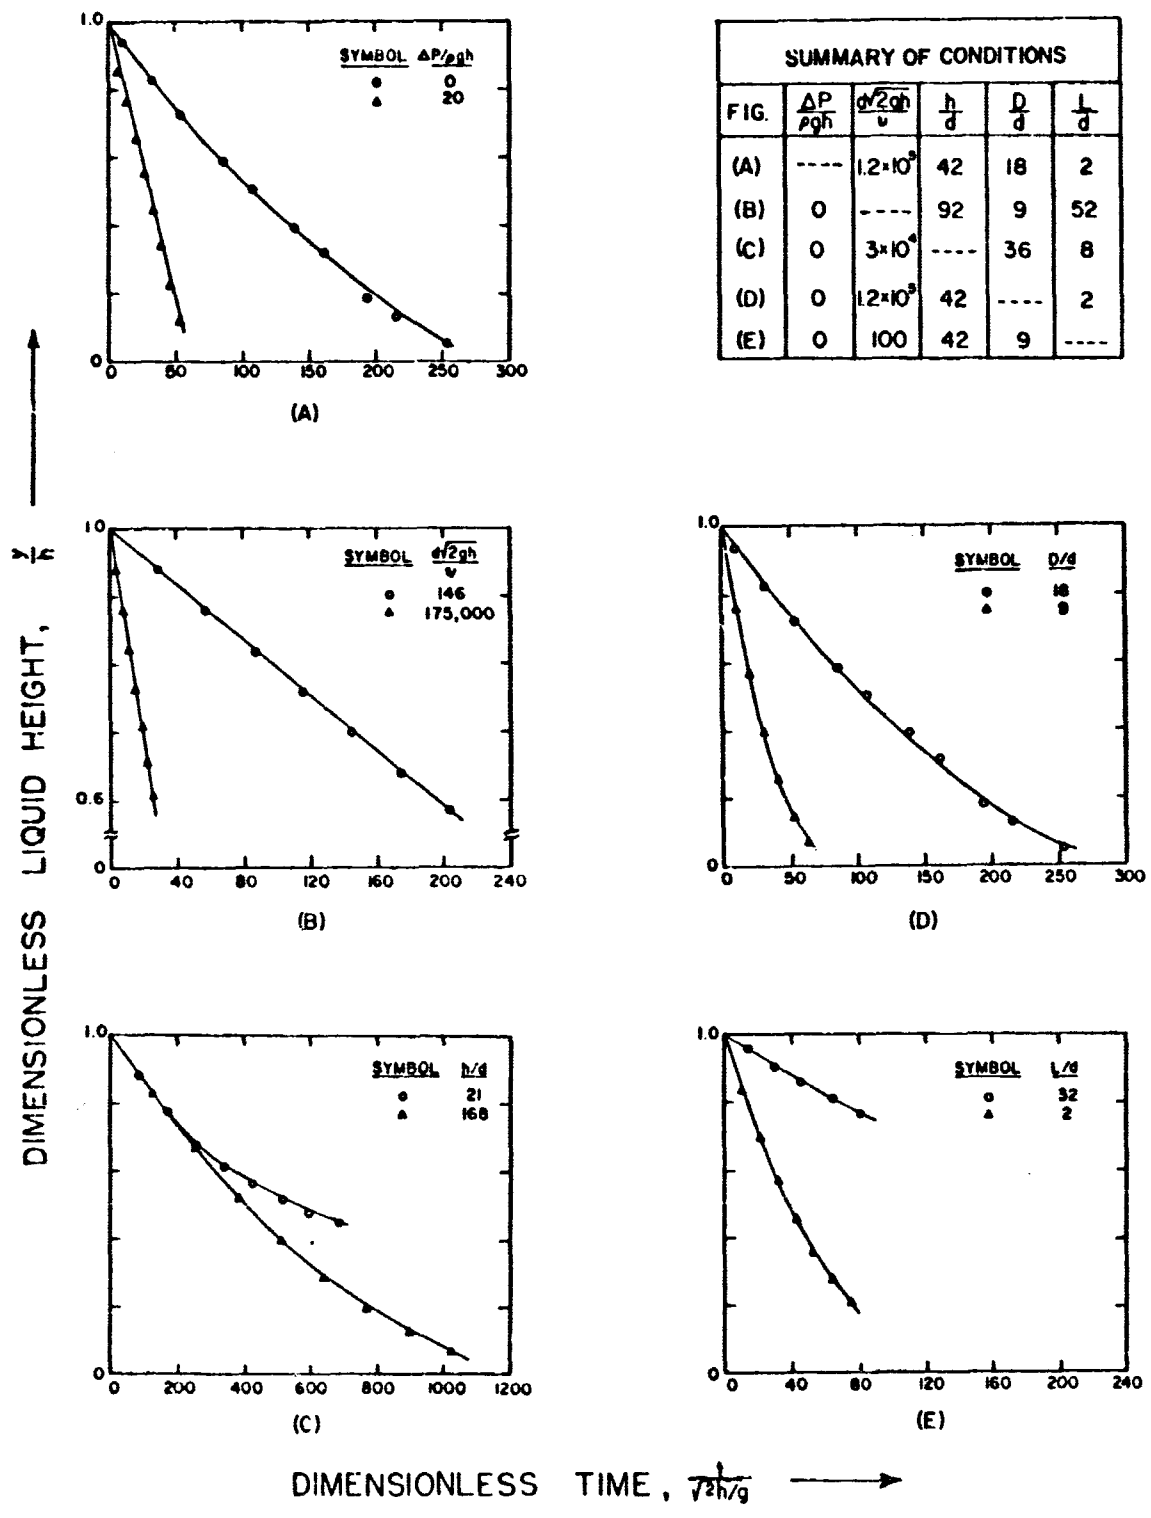 SYMBOL ΔP/ρgh
0
20
1.0
0
0 50 100 150 200 250 300
(A)
SUMMARY OF CONDITIONS
FIG. ΔP/ρgh d√2gh/ν h/d D/d L/d
(A) ---- 1.2×10⁵ 42 18 2
(B) 0 ---- 92 9 52
(C) 0 3×10⁴ ---- 36 8
(D) 0 1.2×10⁵ 42 ---- 2
(E) 0 100 42 9 ----
1.0
SYMBOL d√2gh/ν
146
175,000
0.6
0
0 40 80 120 160 200 240
(B)
1.0
SYMBOL D/d
18
9
0
0 50 100 150 200 250 300
(D)
1.0
SYMBOL h/d
21
168
0
0 200 400 600 800 1000 1200
(C)
1.0
SYMBOL L/d
32
2
0
0 40 80 120 160 200 240
(E)
DIMENSIONLESS LIQUID HEIGHT, y/h
DIMENSIONLESS TIME, t/√2h/g